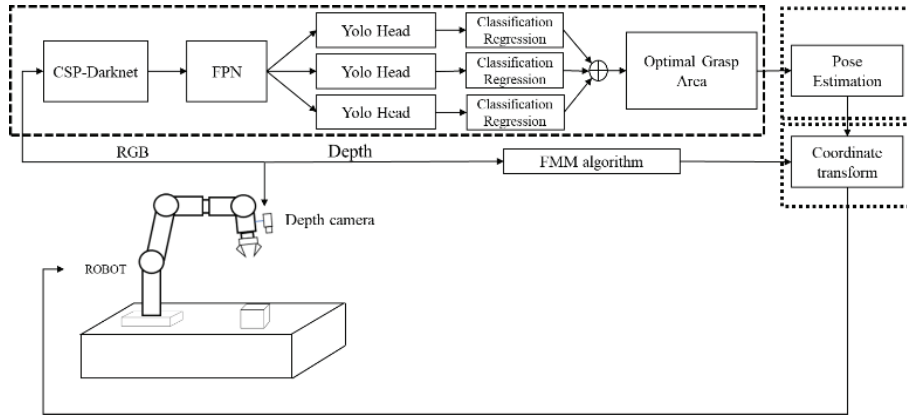 CSP-Darknet
FPN
Yolo Head
Yolo Head
Yolo Head
Classification
Regression
Classification
Regression
Classification
Regression
Optimal Grasp
Area
Pose
Estimation
RGB
Depth
FMM algorithm
Coordinate
transform
Depth camera
ROBOT